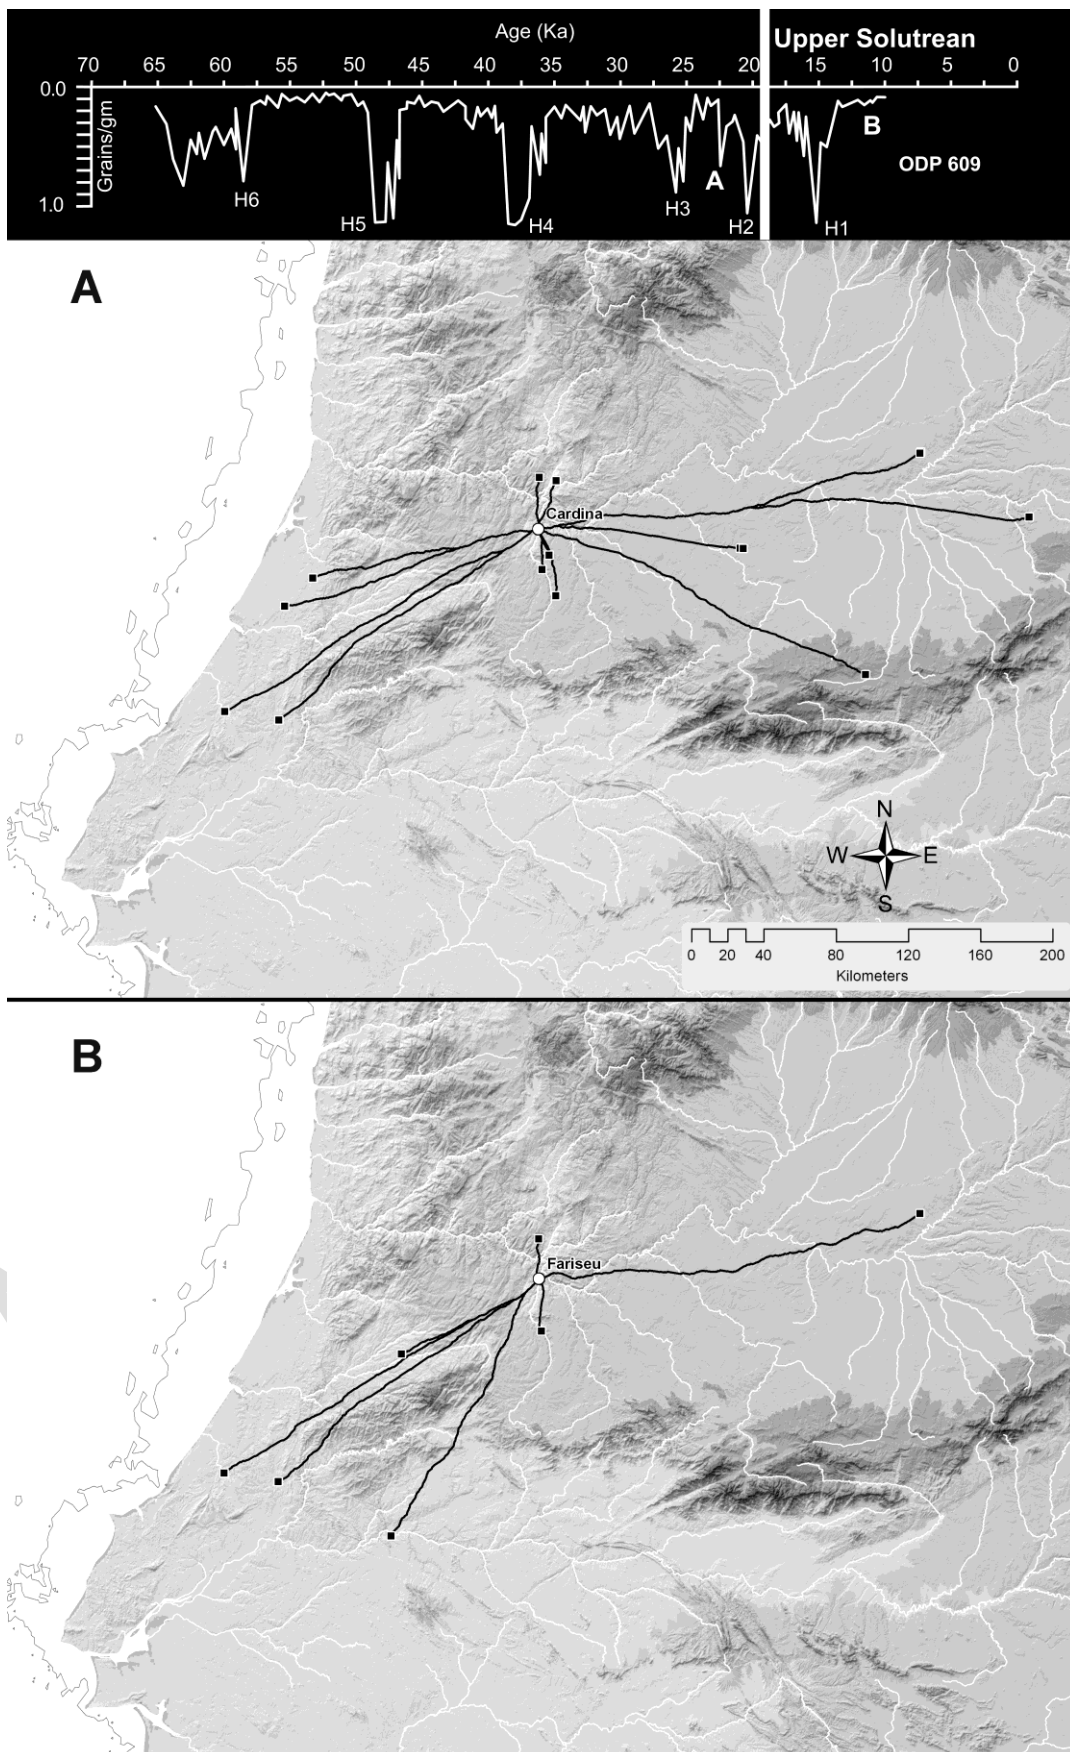 Age (Ka)
Upper Solutrean
70 65 60 55 50 45 40 35 30 25 20 15 10 5 0
0.0
Grains/gm
1.0
H6
H5
H4
H3
A
H2
H1
B
ODP 609
A
Cardina
N
W E
S
0 20 40 80 120 160 200
Kilometers
B
Fariseu